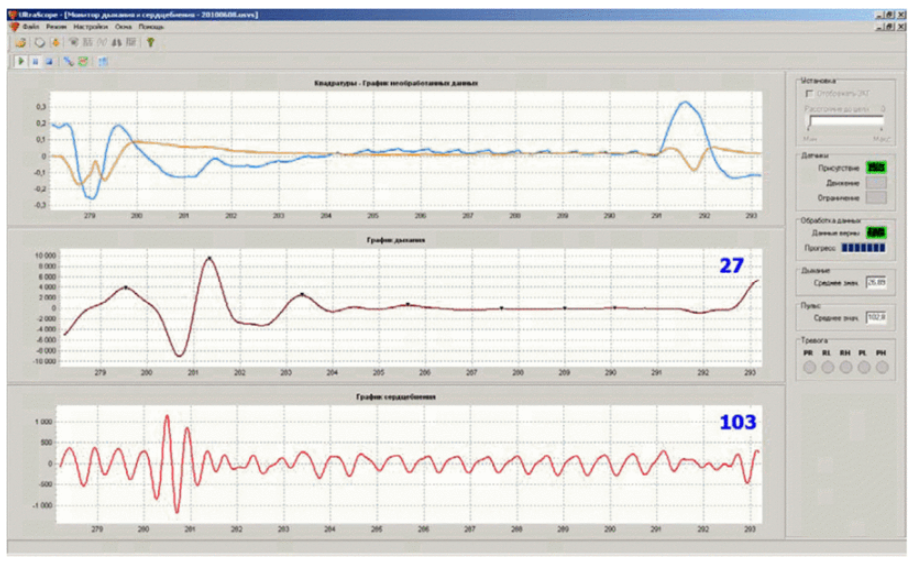 UltraScope - [Монитор дыхания и сердцебиения - 20100608.ucvs]
Файл Режим Настройки Окна Помощь
Квадратуры - График необработанных данных
0,3
0,2
0,1
0
-0,1
-0,2
-0,3
279 280 281 282 283 284 285 286 287 288 289 290 291 292 293
График дыхания
27
10 000
8 000
6 000
4 000
2 000
0
-2 000
-4 000
-6 000
-8 000
-10 000
279 280 281 282 283 284 285 286 287 288 289 290 291 292 293
График сердцебиения
103
1 000
500
0
-500
-1 000
279 280 281 282 283 284 285 286 287 288 289 290 291 292 293
Установка
Отображать
Расстояние до цели
Мин Макс
Датчики
Присутствие
Движение
Ограничение
Обработка данных
Данные верны
Прогресс
Дыхание
Среднее знач. 26,89
Пульс
Среднее знач. 102,8
Тревога
PR RL RH PL PH